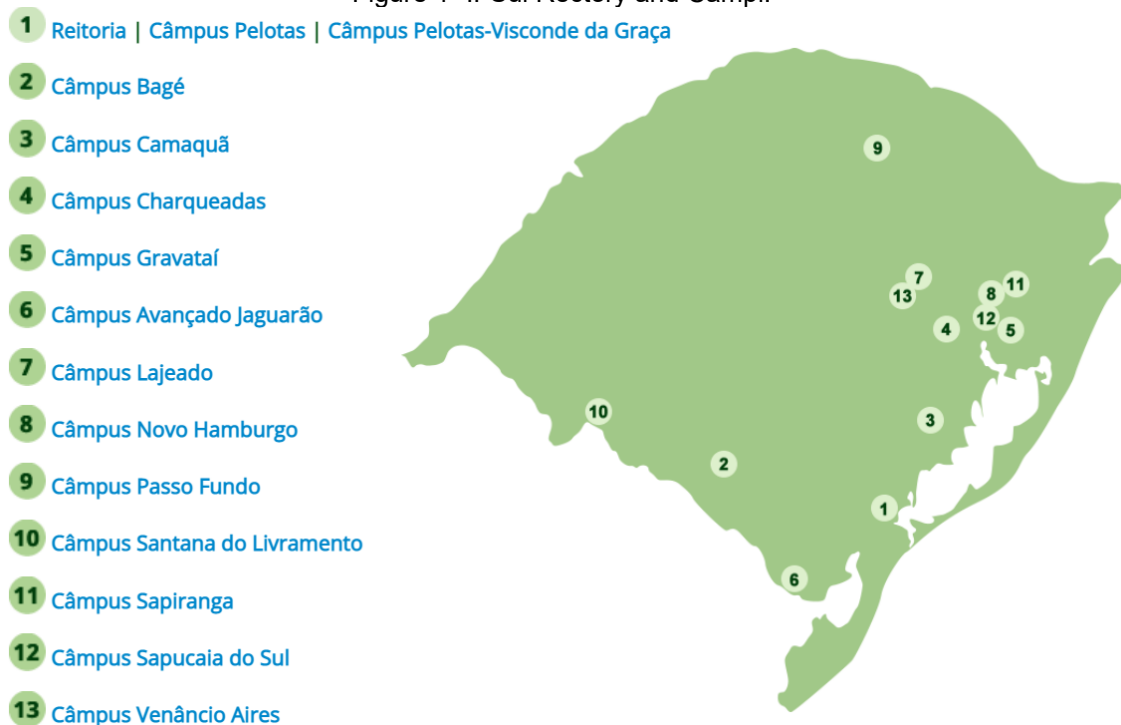 1 Reitoria | Câmpus Pelotas | Câmpus Pelotas-Visconde da Graça
2 Câmpus Bagé
3 Câmpus Camaquã
4 Câmpus Charqueadas
5 Câmpus Gravataí
6 Câmpus Avançado Jaguarão
7 Câmpus Lajeado
8 Câmpus Novo Hamburgo
9 Câmpus Passo Fundo
10 Câmpus Santana do Livramento
11 Câmpus Sapiranga
12 Câmpus Sapucaia do Sul
13 Câmpus Venâncio Aires
9
7
11
13
8
12
4
5
10
3
2
1
6